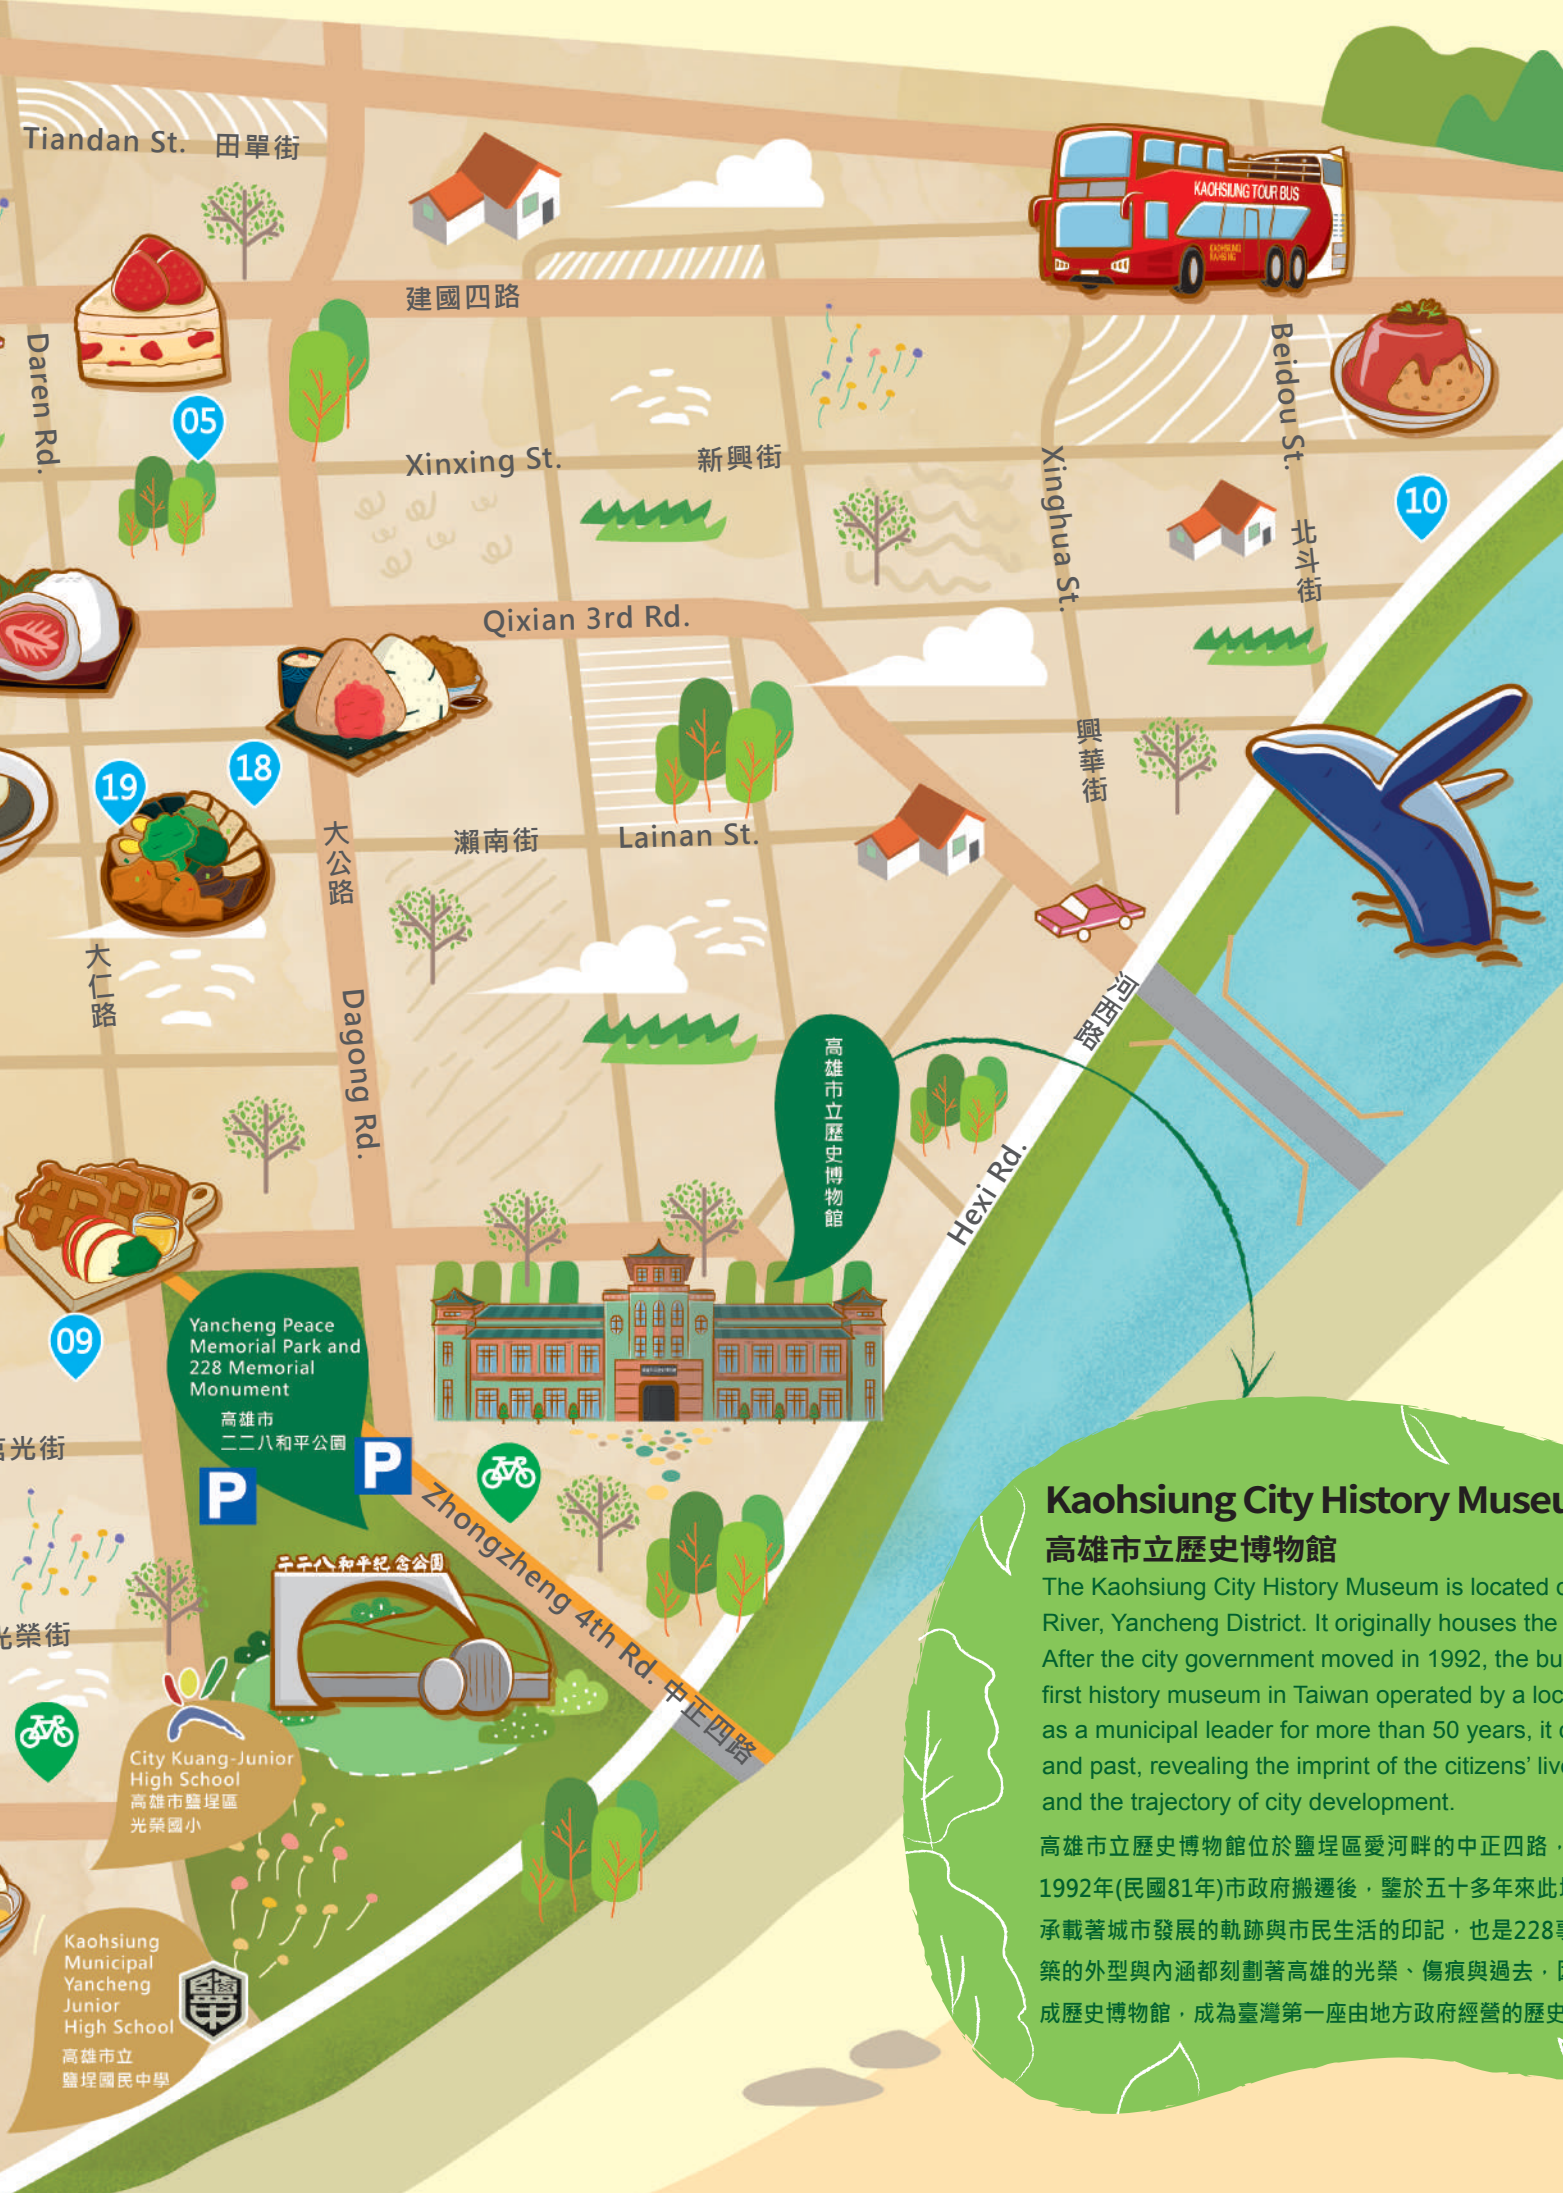 Tiandan St. 田單街
KAOHSIUNG TOUR BUS
建國四路
Daren Rd.
Beidou St.
05
Xinxing St. 新興街
Xinghua St.
10
北斗街
Qixian 3rd Rd.
興華街
18
19
大公路
瀨南街 Lainan St.
大仁路
河西路
Dagong Rd.
高雄市立歷史博物館
Hexi Rd.
Yancheng Peace
Memorial Park and
228 Memorial
Monument
高雄市
二二八和平公園
09
光街
P
P
Zhongzheng 4th Rd. 中正四路
二二八和平紀念公園
榮街
City Kuang-Junior
High School
高雄市鹽埕區
光榮國小
Kaohsiung
Municipal
Yancheng
Junior
High School
高雄市立
鹽埕國民中學
Kaohsiung City History Museu
高雄市立歷史博物館
The Kaohsiung City History Museum is located
River, Yancheng District. It originally houses the
After the city government moved in 1992, the bu
first history museum in Taiwan operated by a loc
as a municipal leader for more than 50 years, it
and past, revealing the imprint of the citizens’ live
and the trajectory of city development.
高雄市立歷史博物館位於鹽埕區愛河畔的中正四路，
1992年(民國81年)市政府搬遷後，鑒於五十多年來此
承載著城市發展的軌跡與市民生活的印記，也是228
築的外型與內涵都刻劃著高雄的光榮、傷痕與過去，
成歷史博物館，成為臺灣第一座由地方政府經營的歷史